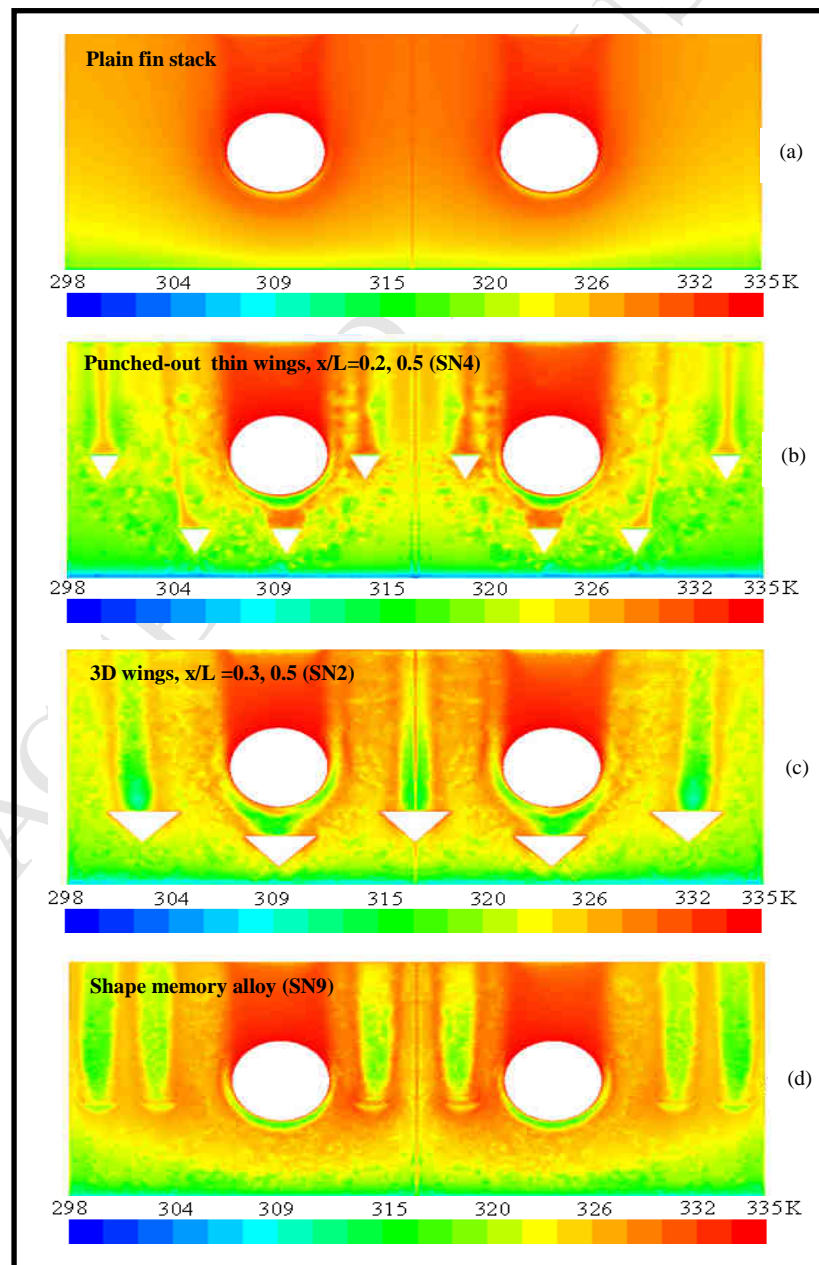 Plain fin stack
(a)
298 304 309 315 320 326 332 335K
Punched-out thin wings, x/L=0.2, 0.5 (SN4)
(b)
298 304 309 315 320 326 332 335K
3D wings, x/L =0.3, 0.5 (SN2)
(c)
298 304 309 315 320 326 332 335K
Shape memory alloy (SN9)
(d)
298 304 309 315 320 326 332 335K